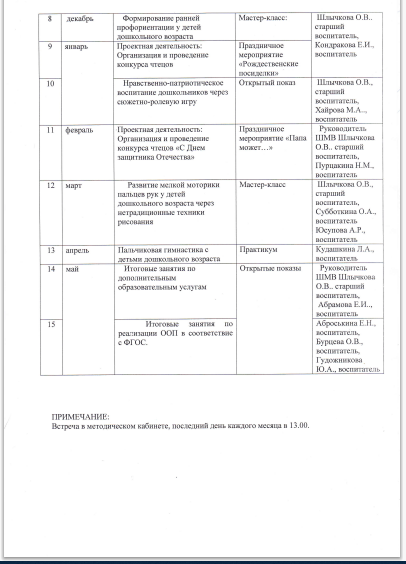 8 декабрь Формирование ранней Мастер-класс: Шлычкова О.В..
профориентации у детей старший
дошкольного возраста воспитатель,
9 январь Проектная деятельность: Праздничное Кондракова Е.И.,
Организация и проведение мероприятие воспитатель
конкурса чтецов «Рождественские
посиделки»
10 Нравственно-патриотическое Открытый показ Шлычкова О.В.,
воспитание дошкольников через старший
сюжетно-ролевую игру воспитатель,
Хайрова М.А..,
воспитатель
11 февраль Проектная деятельность: Праздничное Руководитель
Организация и проведение мероприятие «Папа ШМВ Шлычкова
конкурса чтецов «С Днем может…» О.В.. старший
защитника Отечества» воспитатель,
Пурцакина Н.М.,
воспитатель
12 март Развитие мелкой моторики Мастер-класс Шлычкова О.В.,
пальцев рук у детей старший
дошкольного возраста через воспитатель,
нетрадиционные техники Субботкина О.А.,
рисования воспитатель
Юсупова А.Р.,
воспитатель
13 апрель Пальчиковая гимнастика с Практикум Кудашкина Л.А.,
детьми дошкольного возраста воспитатель
14 май Итоговые занятия по Открытые показы Руководитель
дополнительным ШМВ Шлычкова
образовательным услугам О.В.. старший
воспитатель,
Абрамова Е.И..,
воспитатель
15 Итоговые занятия по Аброськина Е.Н.,
реализации ООП в соответствие воспитатель,
с ФГОС. Бурцева О.В.,
воспитатель,
Гудожникова
Ю.А., воспитатель
ПРИМЕЧАНИЕ:
Встреча в методическом кабинете, последний день каждого месяца в 13.00.